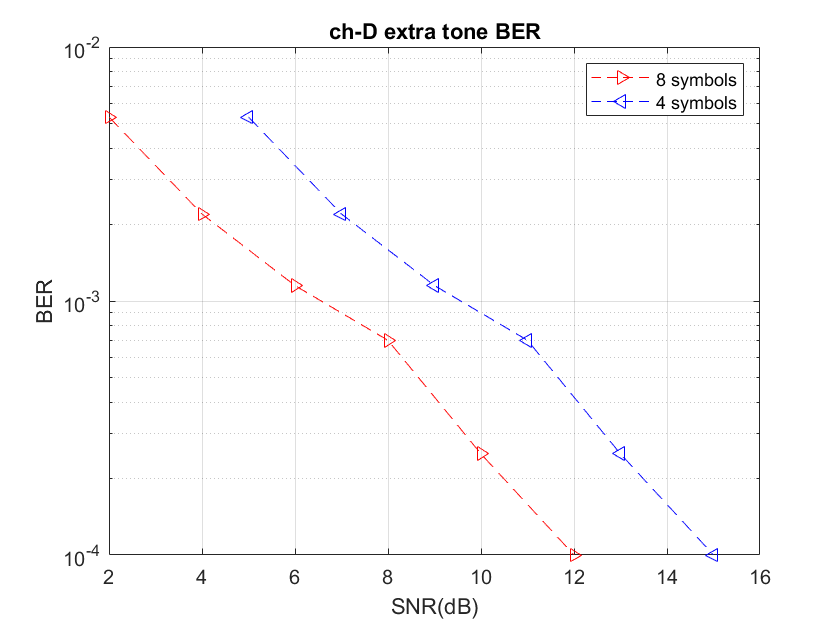 ch-D extra tone BER
8 symbols
4 symbols
10^-2
10^-3
10^-4
BER
2 4 6 8 10 12 14 16
SNR(dB)